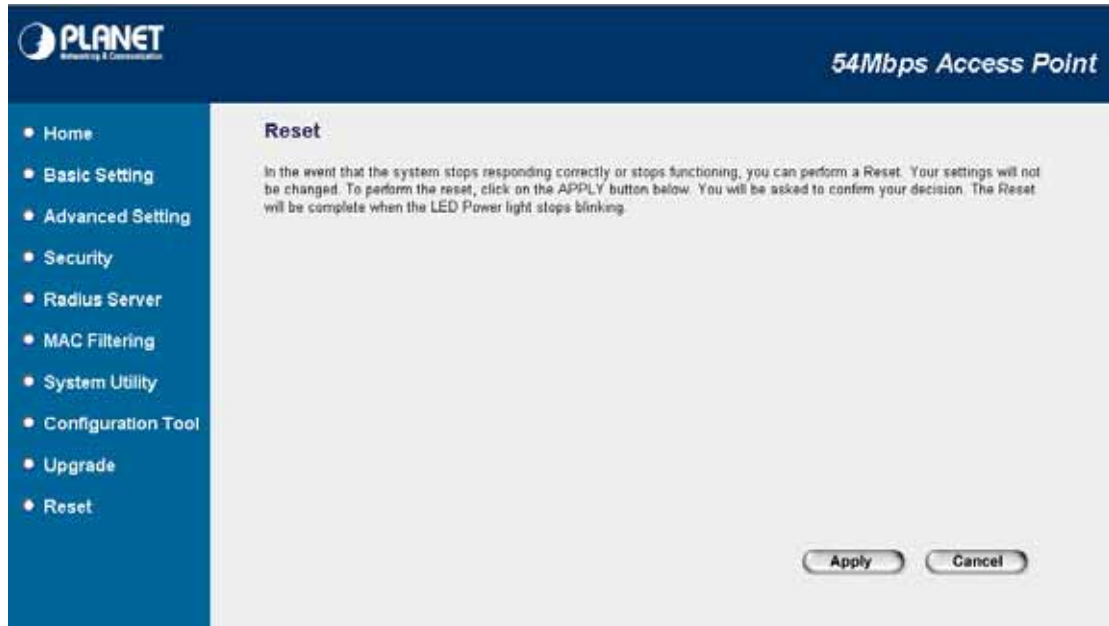 PLANET
Networking & Communication
54Mbps Access Point
Home
Basic Setting
Advanced Setting
Security
Radius Server
MAC Filtering
System Utility
Configuration Tool
Upgrade
Reset
Reset
In the event that the system stops responding correctly or stops functioning, you can perform a Reset. Your settings will not
be changed. To perform the reset, click on the APPLY button below. You will be asked to confirm your decision. The Reset
will be complete when the LED Power light stops blinking.
Apply
Cancel